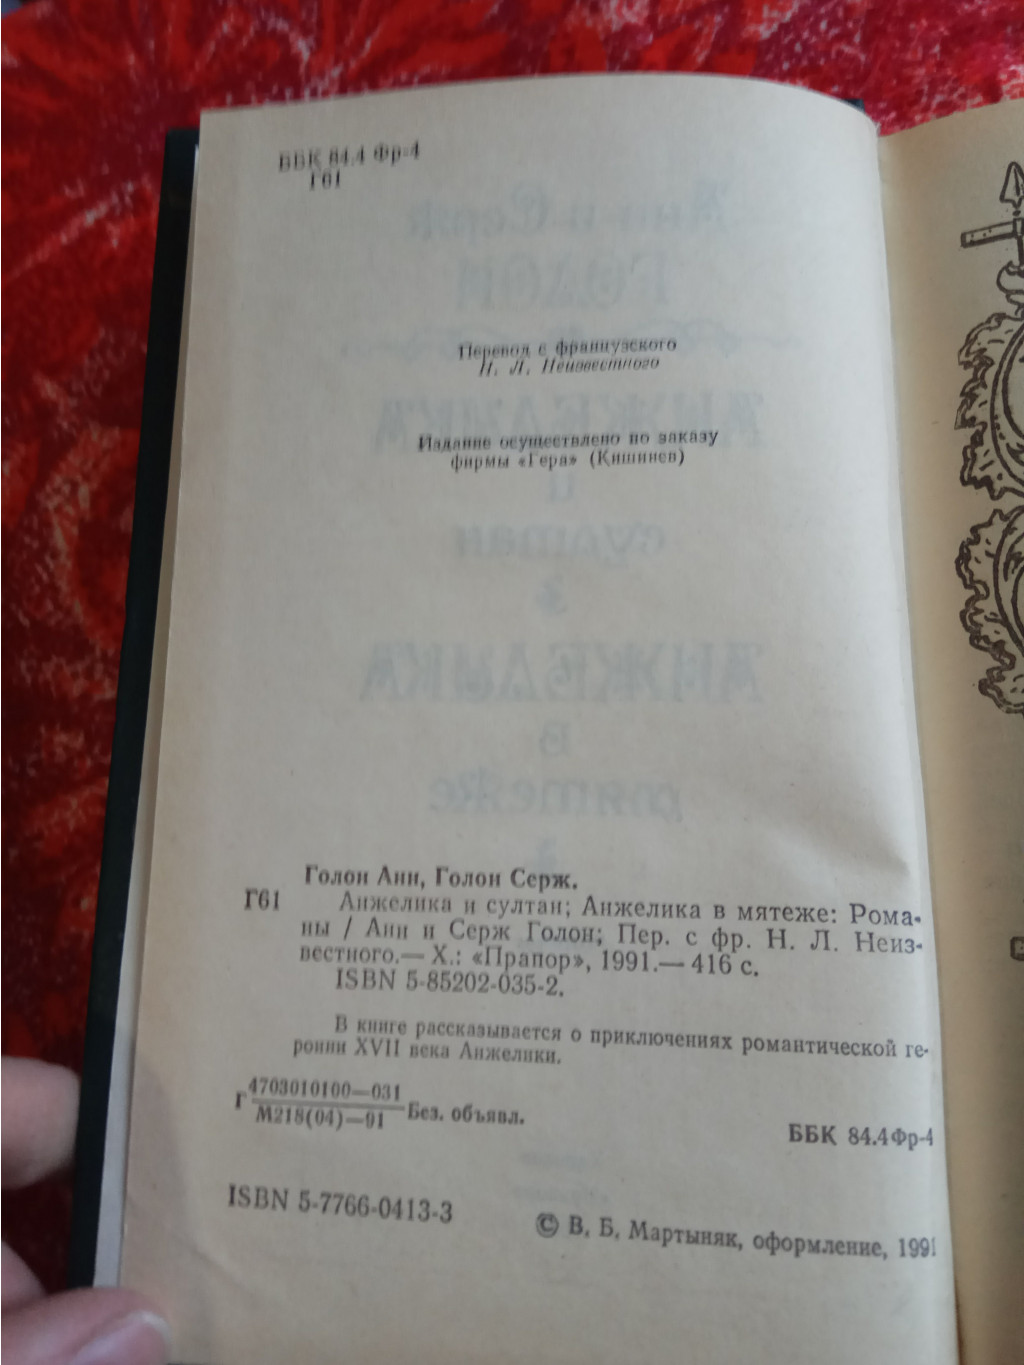 ББК 84.4 Фр-4
Г61
Перевод с французского
Н. Л. Неизвестного
Издание осуществлено по заказу
фирмы «Гера» (Кишинев)
Голон Анн, Голон Серж.
Г61 Анжелика и султан; Анжелика в мятеже: Рома-
ны / Анн и Серж Голон; Пер. с фр. Н. Л. Неиз-
вестного.— Х.: «Прапор», 1991.— 416 с.
ISBN 5-85202-035-2.
В книге рассказывается о приключениях романтической ге-
роини XVII века Анжелики.
Г 4703010100—031
М218(04)—91 Без. объявл.
ББК 84.4Фр-4
ISBN 5-7766-0413-3
© В. Б. Мартыняк, оформление, 1991